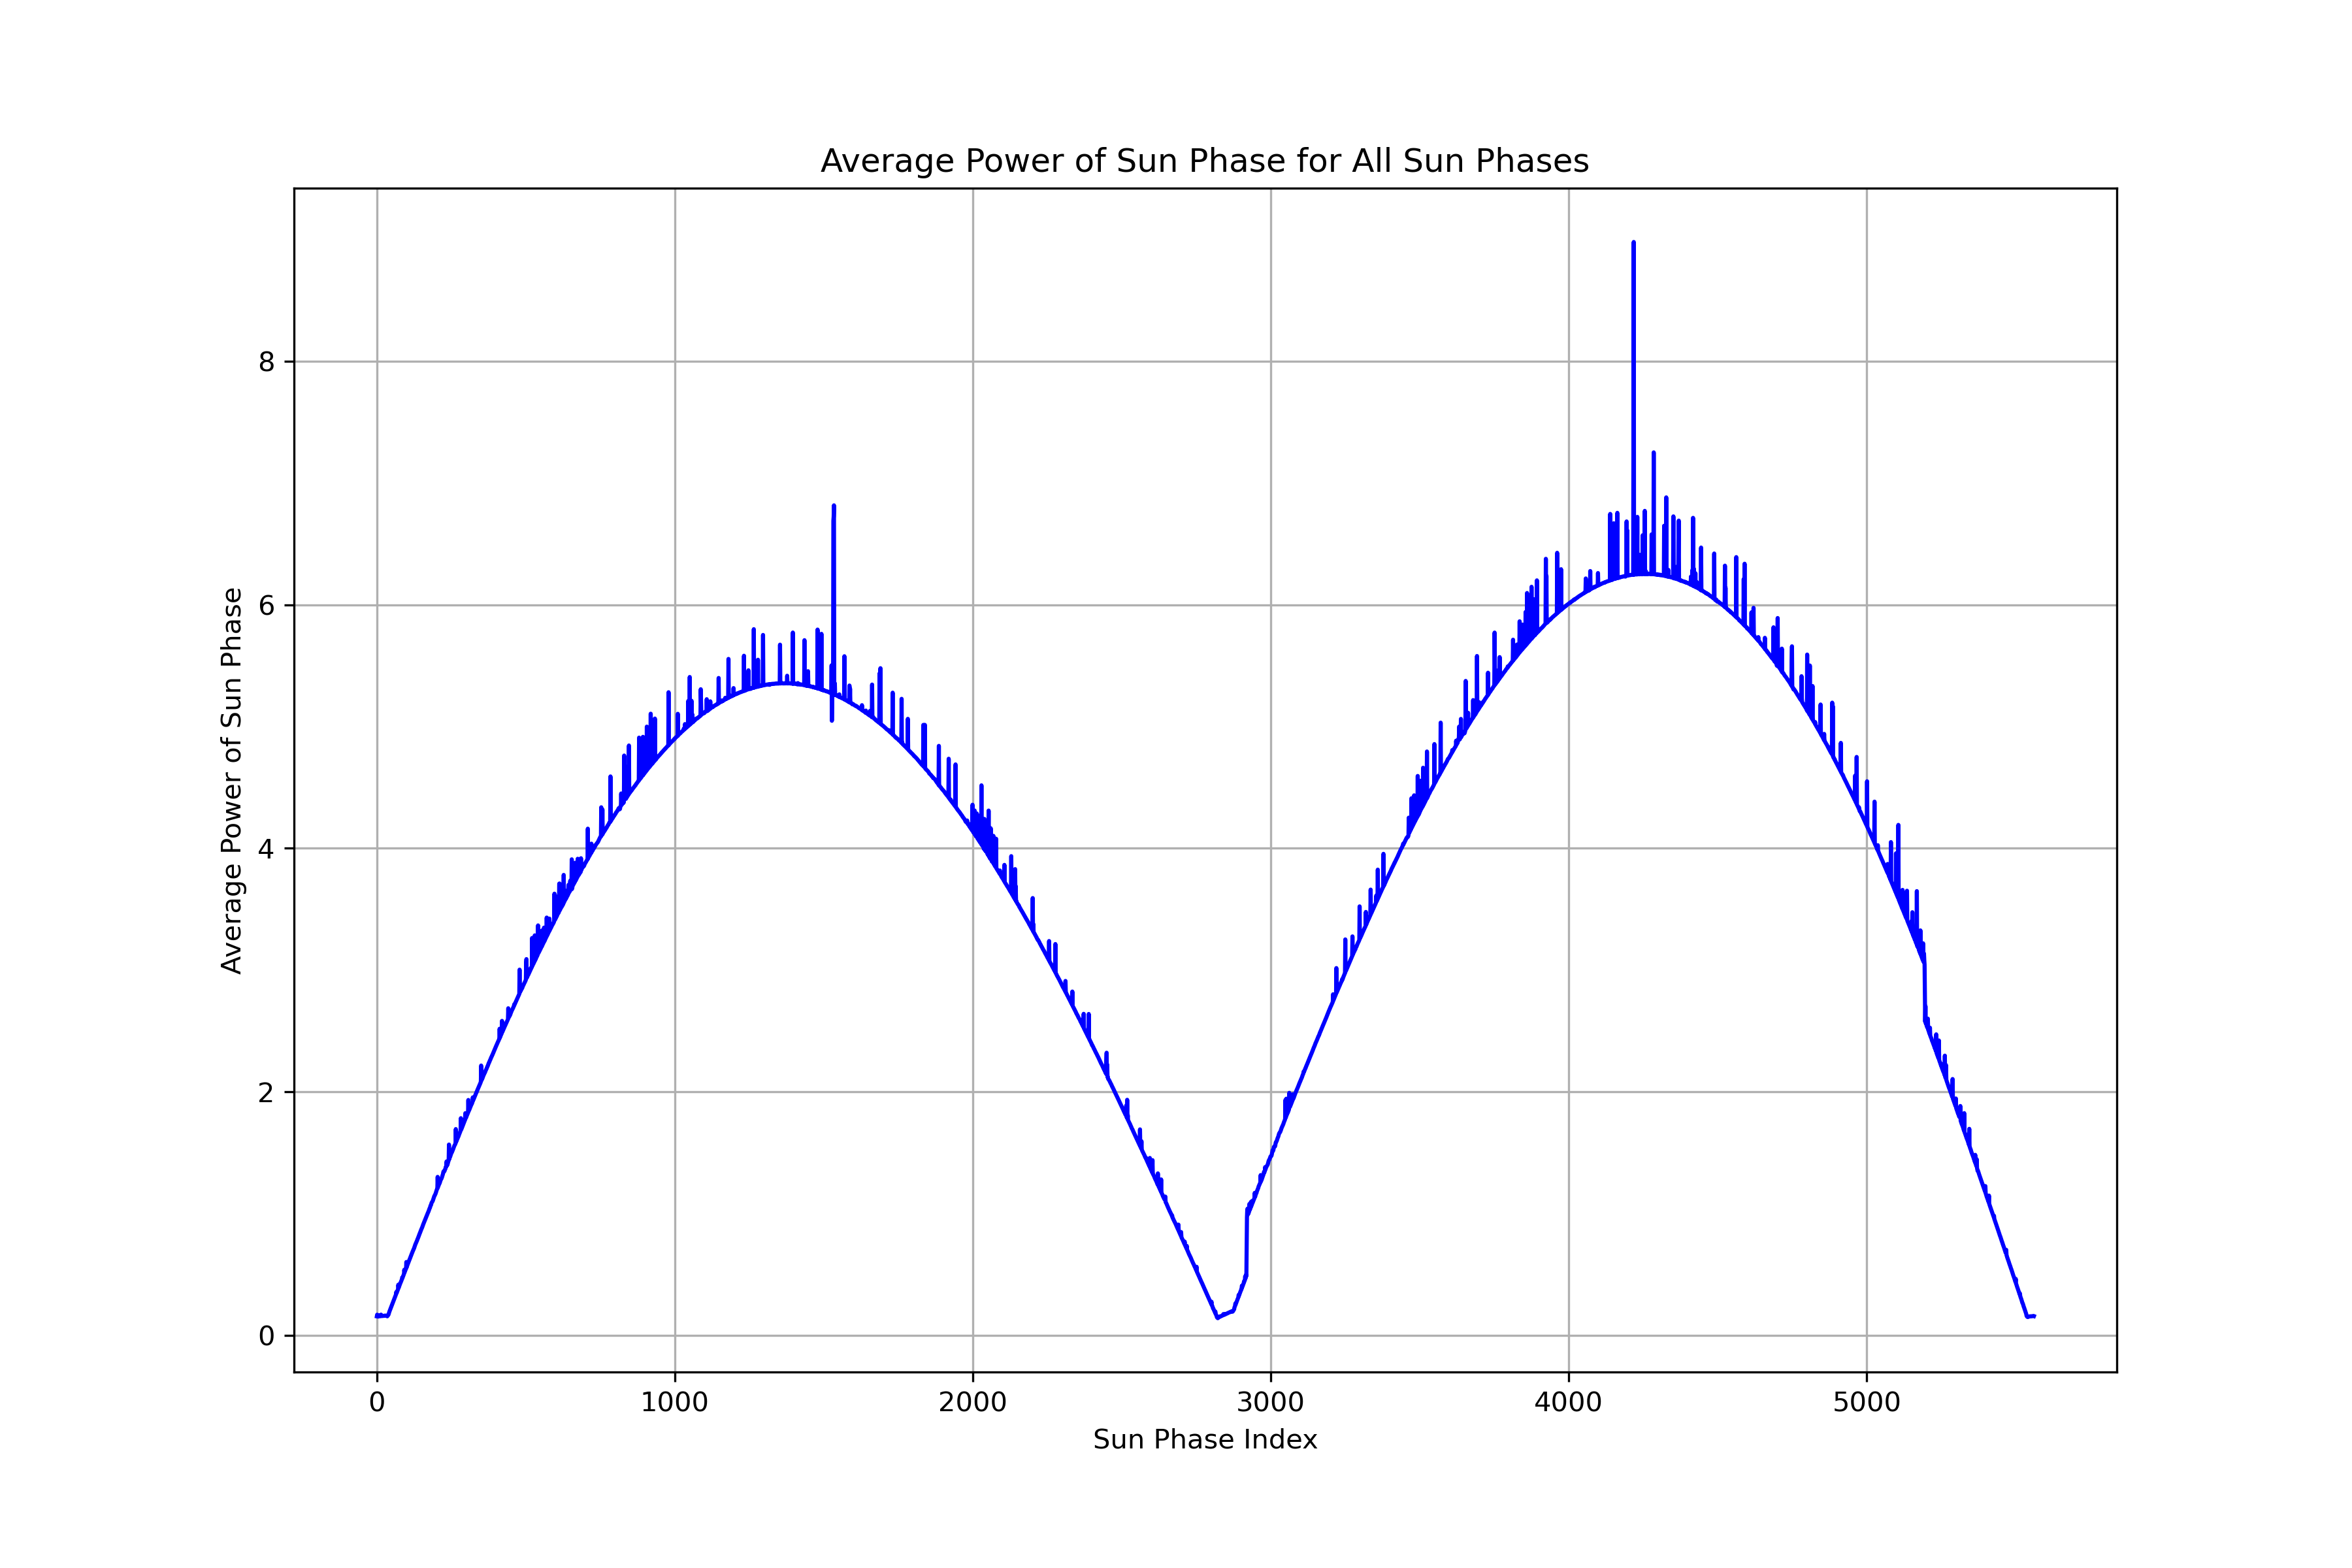 Average Power of Sun Phase for All Sun Phases
Average Power of Sun Phase
8
6
4
2
0
0 1000 2000 3000 4000 5000
Sun Phase Index